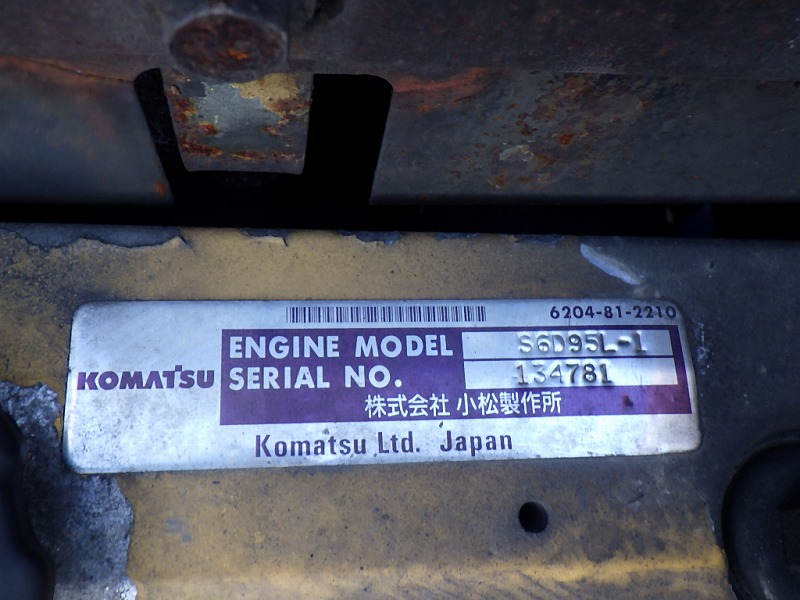 6204-81-2210
ENGINE MODEL S6D95L-1
KOMATSU
SERIAL NO. 134781
株式会社 小松製作所
Komatsu Ltd. Japan